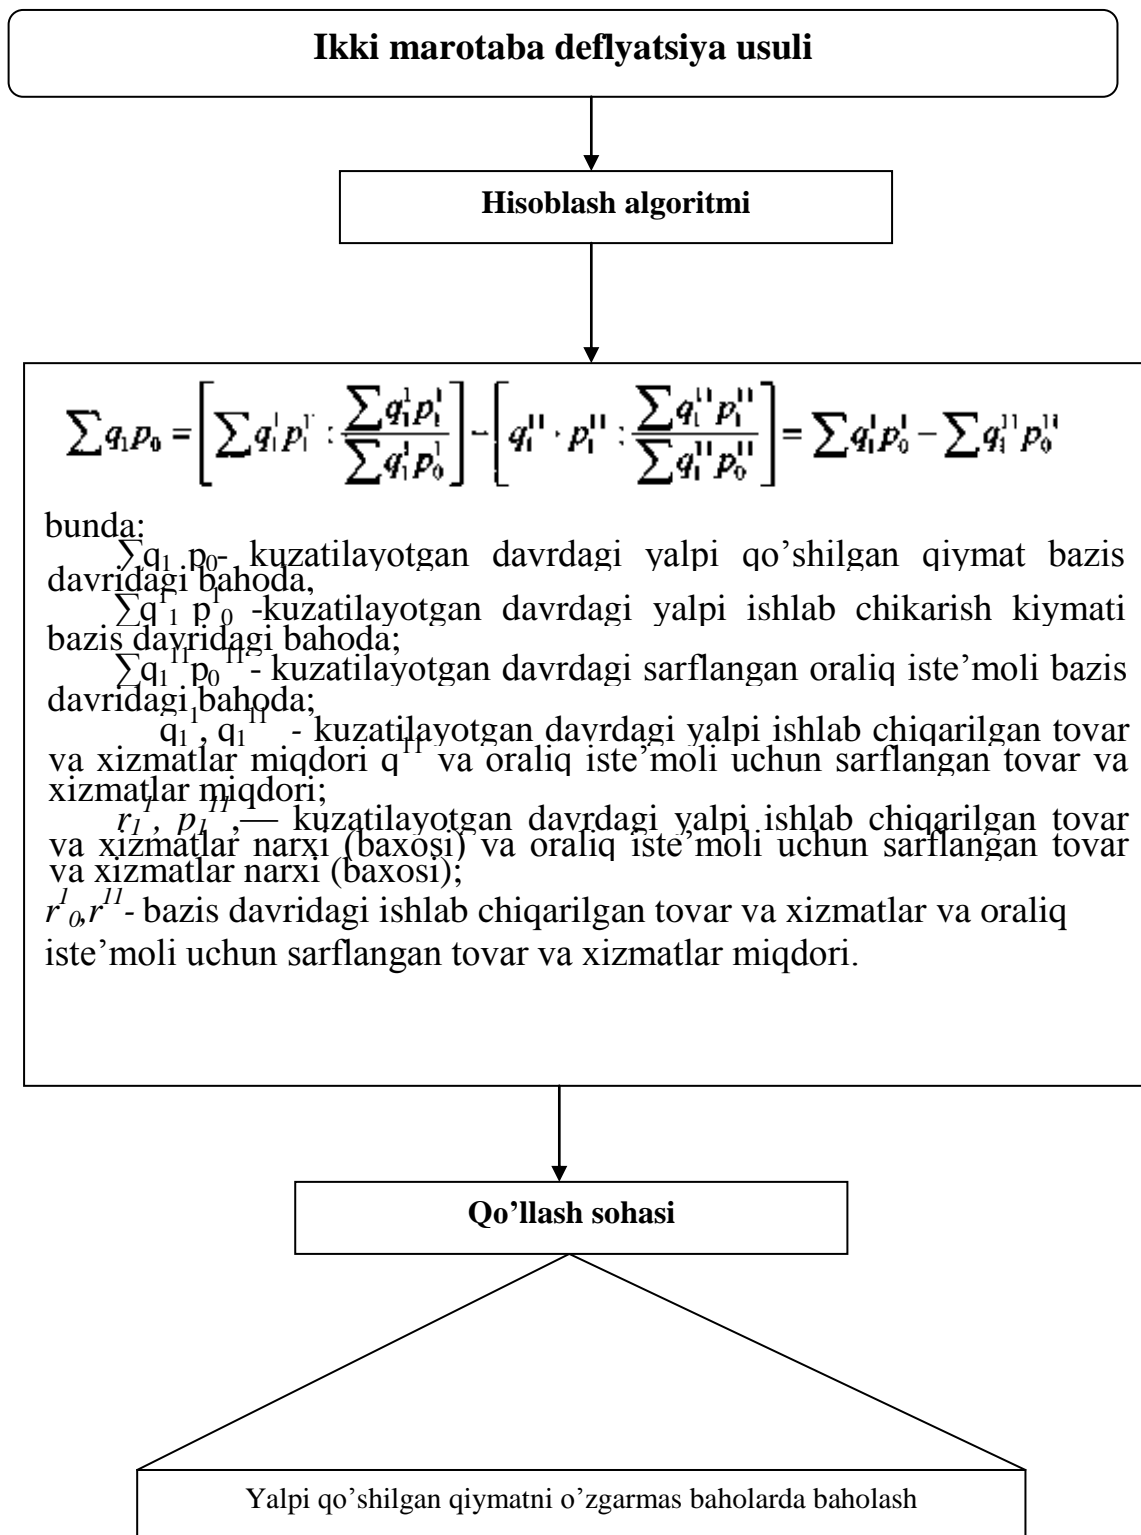 Ikki marotaba deflyatsiya usuli
Hisoblash algoritmi
∑q₁p₀ = [∑q₁¹p₁¹ : ∑q₁¹p₁¹ / ∑q₁¹p₀¹] − [q₁¹¹ · p₁¹¹ : ∑q₁¹¹p₁¹¹ / ∑q₁¹¹p₀¹¹] = ∑q₁¹p₀¹ − ∑q₁¹¹p₀¹¹
bunda:
∑q₁ p₀- kuzatilayotgan davrdagi yalpi qo’shilgan qiymat bazis
davridagi bahoda,
∑q¹₁ p¹₀ -kuzatilayotgan davrdagi yalpi ishlab chikarish kiymati
bazis davridagi bahoda;
∑q₁¹¹p₀¹¹- kuzatilayotgan davrdagi sarflangan oraliq iste’moli bazis
davridagi bahoda;
q₁¹, q₁¹¹ - kuzatilayotgan davrdagi yalpi ishlab chiqarilgan tovar
va xizmatlar miqdori q¹¹ va oraliq iste’moli uchun sarflangan tovar va
xizmatlar miqdori;
r₁¹, p₁¹¹,— kuzatilayotgan davrdagi yalpi ishlab chiqarilgan tovar
va xizmatlar narxi (baxosi) va oraliq iste’moli uchun sarflangan tovar
va xizmatlar narxi (baxosi);
r¹₀,r¹¹- bazis davridagi ishlab chiqarilgan tovar va xizmatlar va oraliq
iste’moli uchun sarflangan tovar va xizmatlar miqdori.
Qo’llash sohasi
Yalpi qo’shilgan qiymatni o’zgarmas baholarda baholash